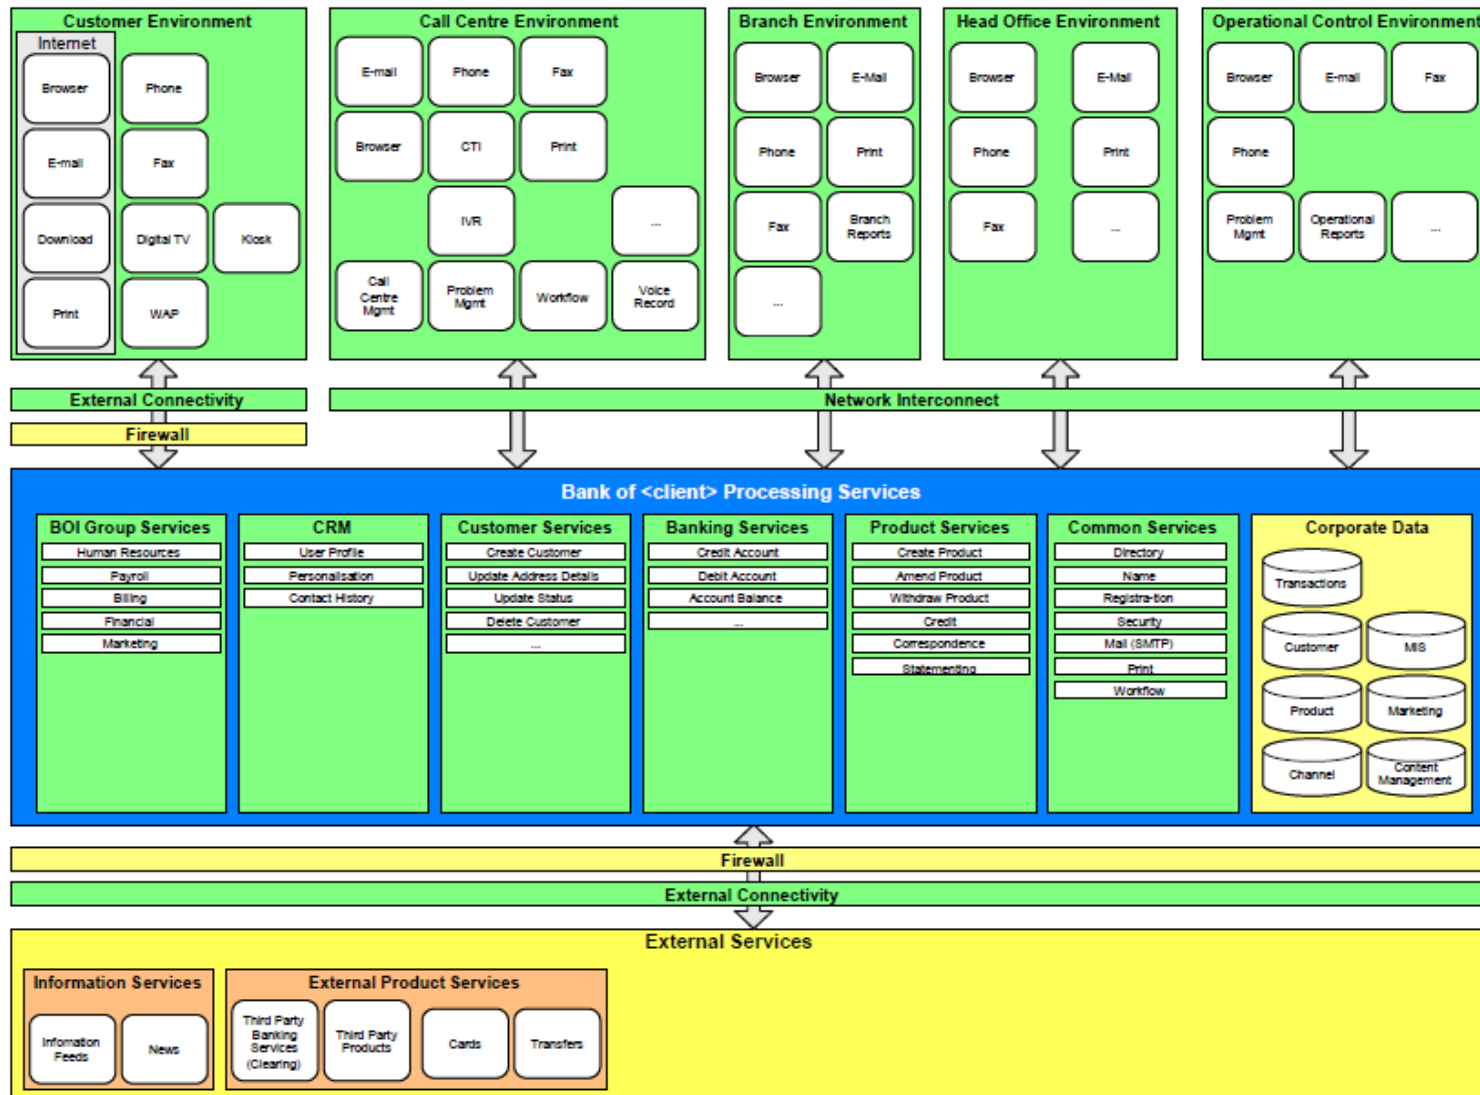 Customer Environment
Internet
Browser
Phone
E-mail
Fax
Download
Digital TV
Kiosk
Print
WAP
Call Centre Environment
E-mail
Phone
Fax
Browser
CTI
Print
IVR
...
Call
Centre
Mgmt
Problem
Mgmt
Workflow
Voice
Record
Branch Environment
Browser
E-Mail
Phone
Print
Fax
Branch
Reports
...
Head Office Environment
Browser
E-Mail
Phone
Print
Fax
...
Operational Control Environment
Browser
E-mail
Fax
Phone
Problem
Mgmt
Operational
Reports
...
External Connectivity
Network Interconnect
Firewall
Bank of <client> Processing Services
BOI Group Services
Human Resources
Payroll
Billing
Financial
Marketing
CRM
User Profile
Personalisation
Contact History
Customer Services
Create Customer
Update Address Details
Update Status
Delete Customer
...
Banking Services
Credit Account
Debit Account
Account Balance
...
Product Services
Create Product
Amend Product
Withdraw Product
Credit
Correspondence
Statementing
Common Services
Directory
Name
Registra-tion
Security
Mail (SMTP)
Print
Workflow
Corporate Data
Transactions
Customer
MIS
Product
Marketing
Channel
Content
Management
Firewall
External Connectivity
External Services
Information Services
Infomation
Feeds
News
External Product Services
Third Party
Banking
Services
(Clearing)
Third Party
Products
Cards
Transfers